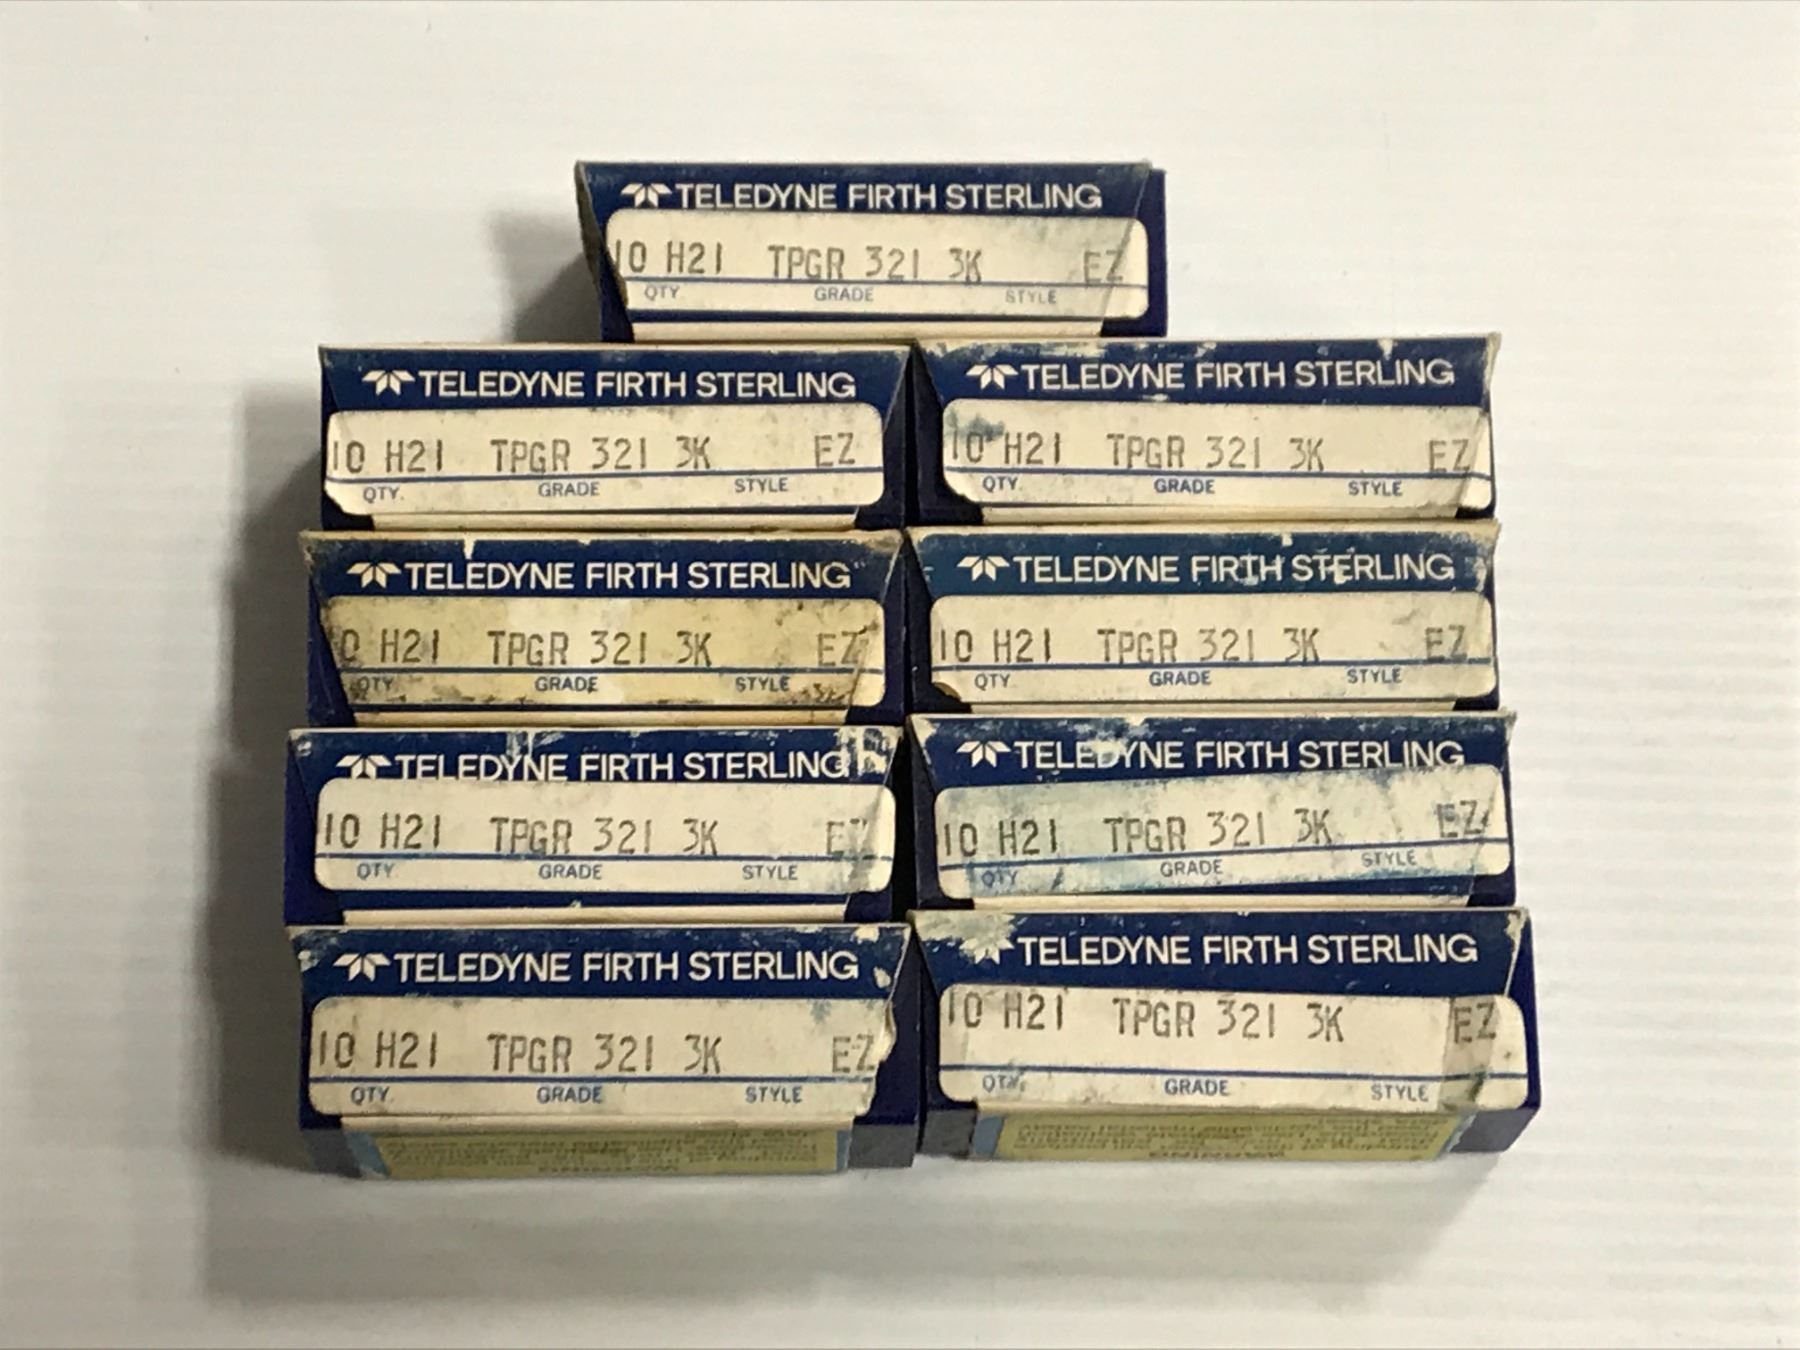 TELEDYNE FIRTH STERLING
10 H21 TPGR 321 3K EZ
QTY GRADE STYLE
TELEDYNE FIRTH STERLING
10 H21 TPGR 321 3K EZ
QTY. GRADE STYLE
TELEDYNE FIRTH STERLING
10 H21 TPGR 321 3K EZ
QTY. GRADE STYLE
TELEDYNE FIRTH STERLING
0 H21 TPGR 321 3K EZ
QTY GRADE STYLE
TELEDYNE FIRTH STERLING
10 H21 TPGR 321 3K EZ
QTY. GRADE STYLE
TELEDYNE FIRTH STERLING
10 H21 TPGR 321 3K
QTY. GRADE STYLE
TELEDYNE FIRTH STERLING
10 H21 TPGR 321 3K EZ
QTY. GRADE STYLE
TELEDYNE FIRTH STERLING
10 H21 TPGR 321 3K EZ
QTY. GRADE STYLE
TELEDYNE FIRTH STERLING
10 H21 TPGR 321 3K EZ
QTY. GRADE STYLE
WARNING
WARNING